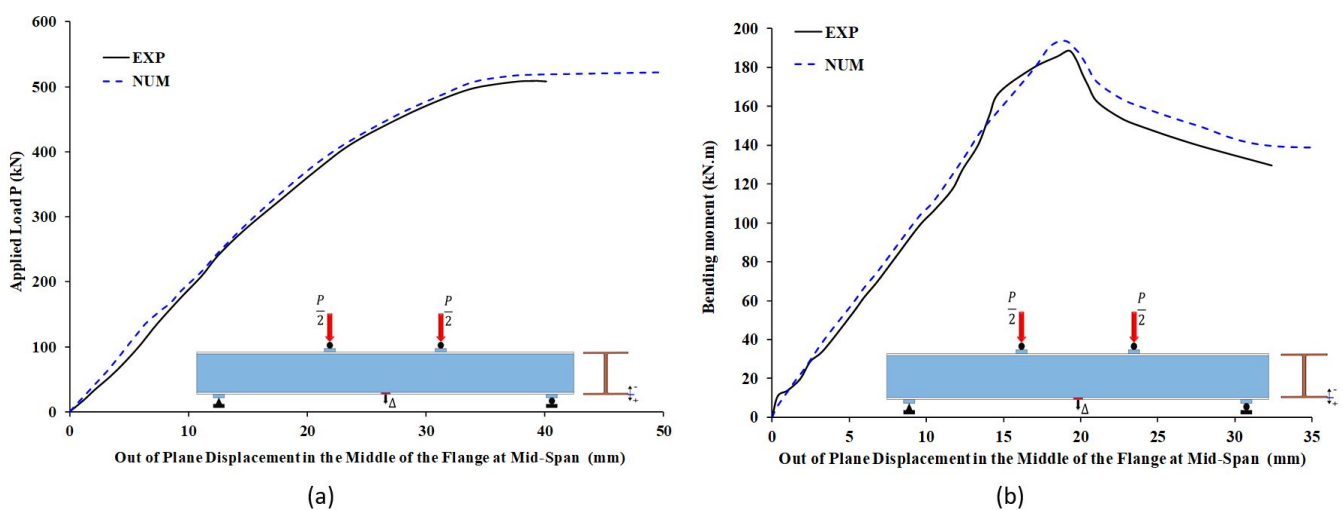 600
500
400
300
200
100
0
Applied Load P (kN)
EXP
NUM
P
2
P
2
Δ
-
+
0
10
20
30
40
50
Out of Plane Displacement in the Middle of the Flange at Mid-Span (mm)
(a)
200
180
160
140
120
100
80
60
40
20
0
Bending moment (kN.m)
EXP
NUM
P
2
P
2
Δ
-
+
0
5
10
15
20
25
30
35
Out of Plane Displacement in the Middle of the Flange at Mid-Span (mm)
(b)